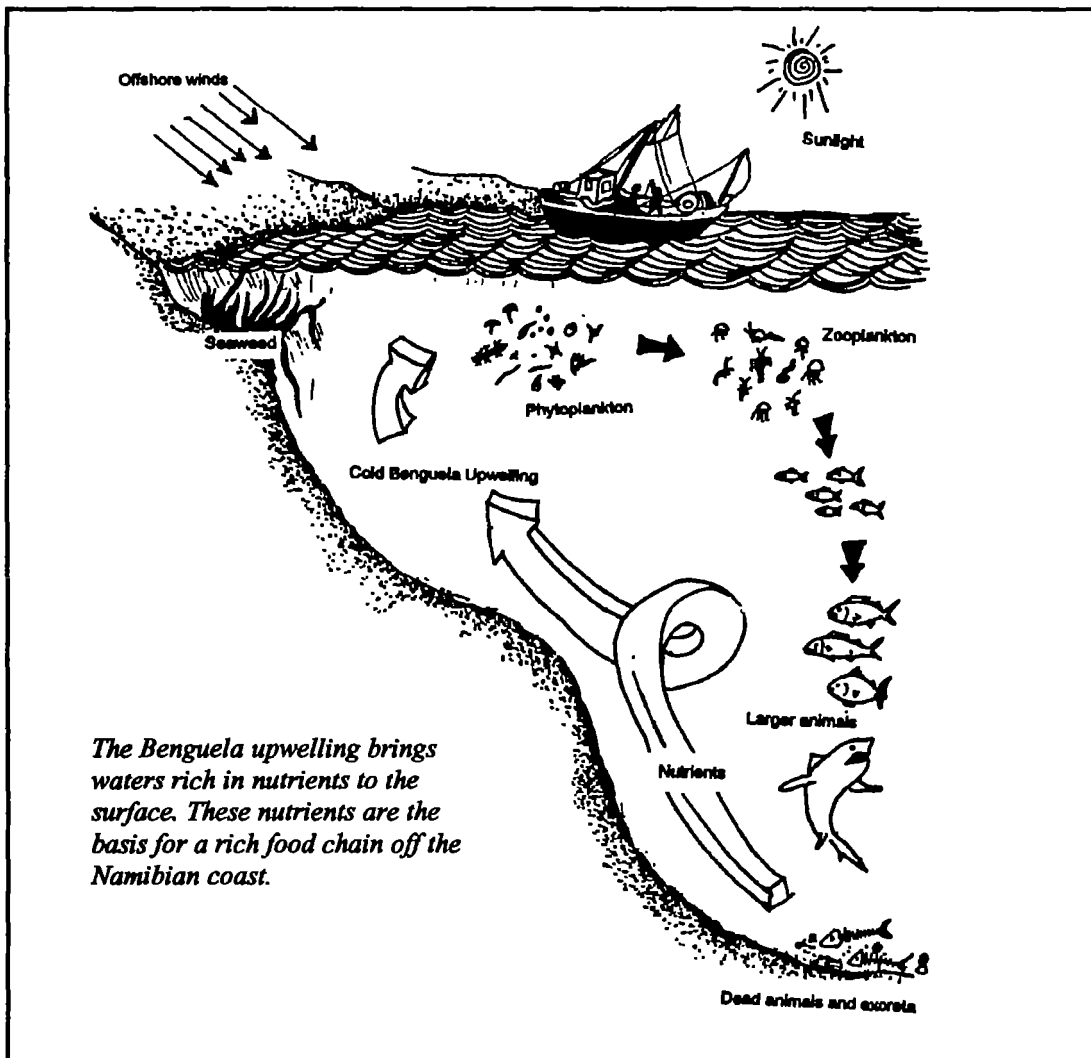 Offshore winds
Sunlight
Seaweed
Zooplankton
Phytoplankton
Cold Benguela Upwelling
Larger animals
Nutrients
The Benguela upwelling brings
waters rich in nutrients to the
surface. These nutrients are the
basis for a rich food chain off the
Namibian coast.
Dead animals and excreta